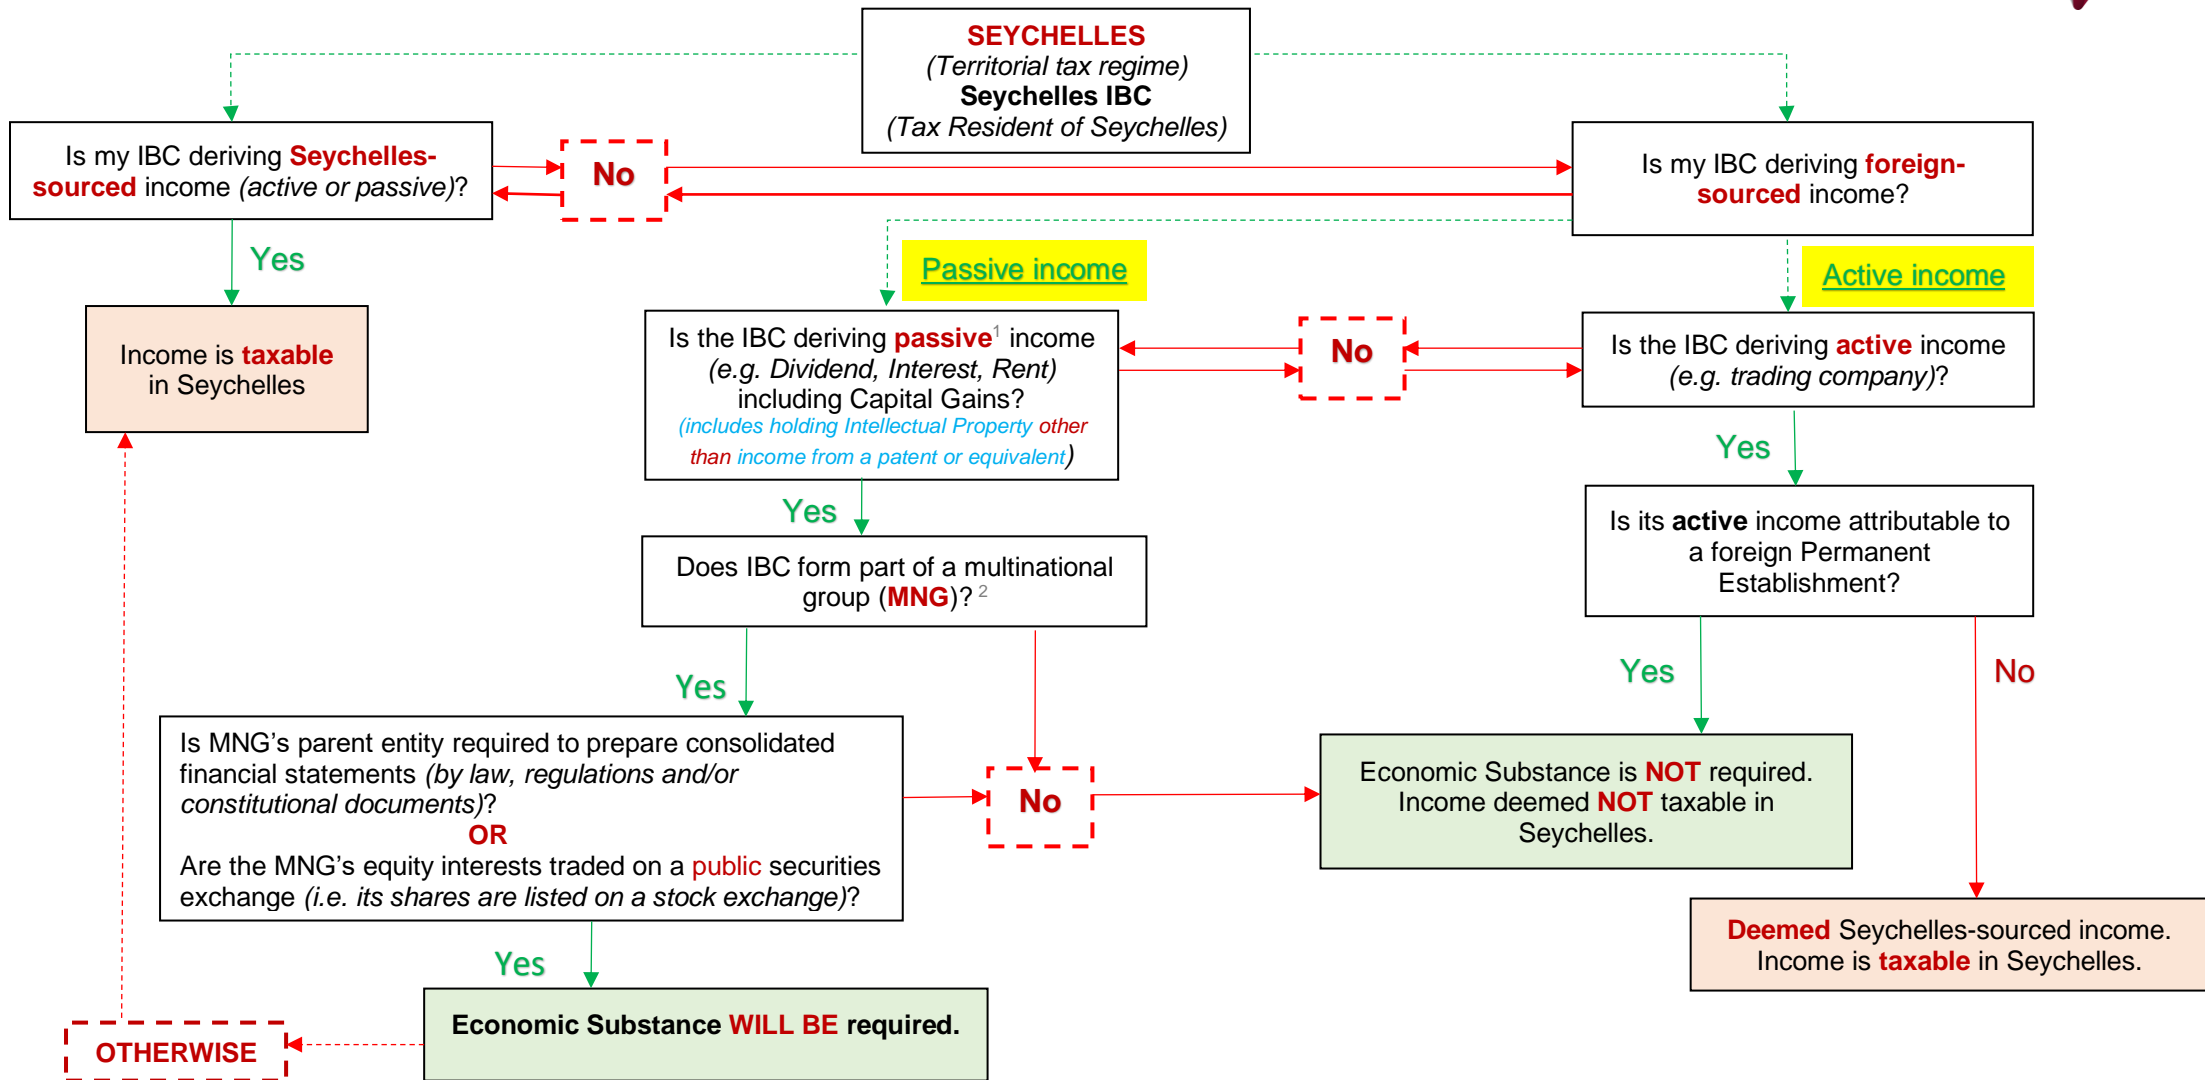 SEYCHELLES
(Territorial tax regime)
Seychelles IBC
(Tax Resident of Seychelles)
Is my IBC deriving Seychelles-
sourced income (active or passive)?
No
Is my IBC deriving foreign-
sourced income?
Yes
Passive income
Active income
Income is taxable
in Seychelles
Is the IBC deriving passive1 income
(e.g. Dividend, Interest, Rent)
including Capital Gains?
(includes holding Intellectual Property other
than income from a patent or equivalent)
No
Is the IBC deriving active income
(e.g. trading company)?
Yes
Yes
Is its active income attributable to
a foreign Permanent
Establishment?
Does IBC form part of a multinational
group (MNG)? 2
Yes
Yes
No
Is MNG’s parent entity required to prepare consolidated
financial statements (by law, regulations and/or
constitutional documents)?
OR
Are the MNG’s equity interests traded on a public securities
exchange (i.e. its shares are listed on a stock exchange)?
No
Economic Substance is NOT required.
Income deemed NOT taxable in
Seychelles.
Deemed Seychelles-sourced income.
Income is taxable in Seychelles.
Yes
Economic Substance WILL BE required.
OTHERWISE